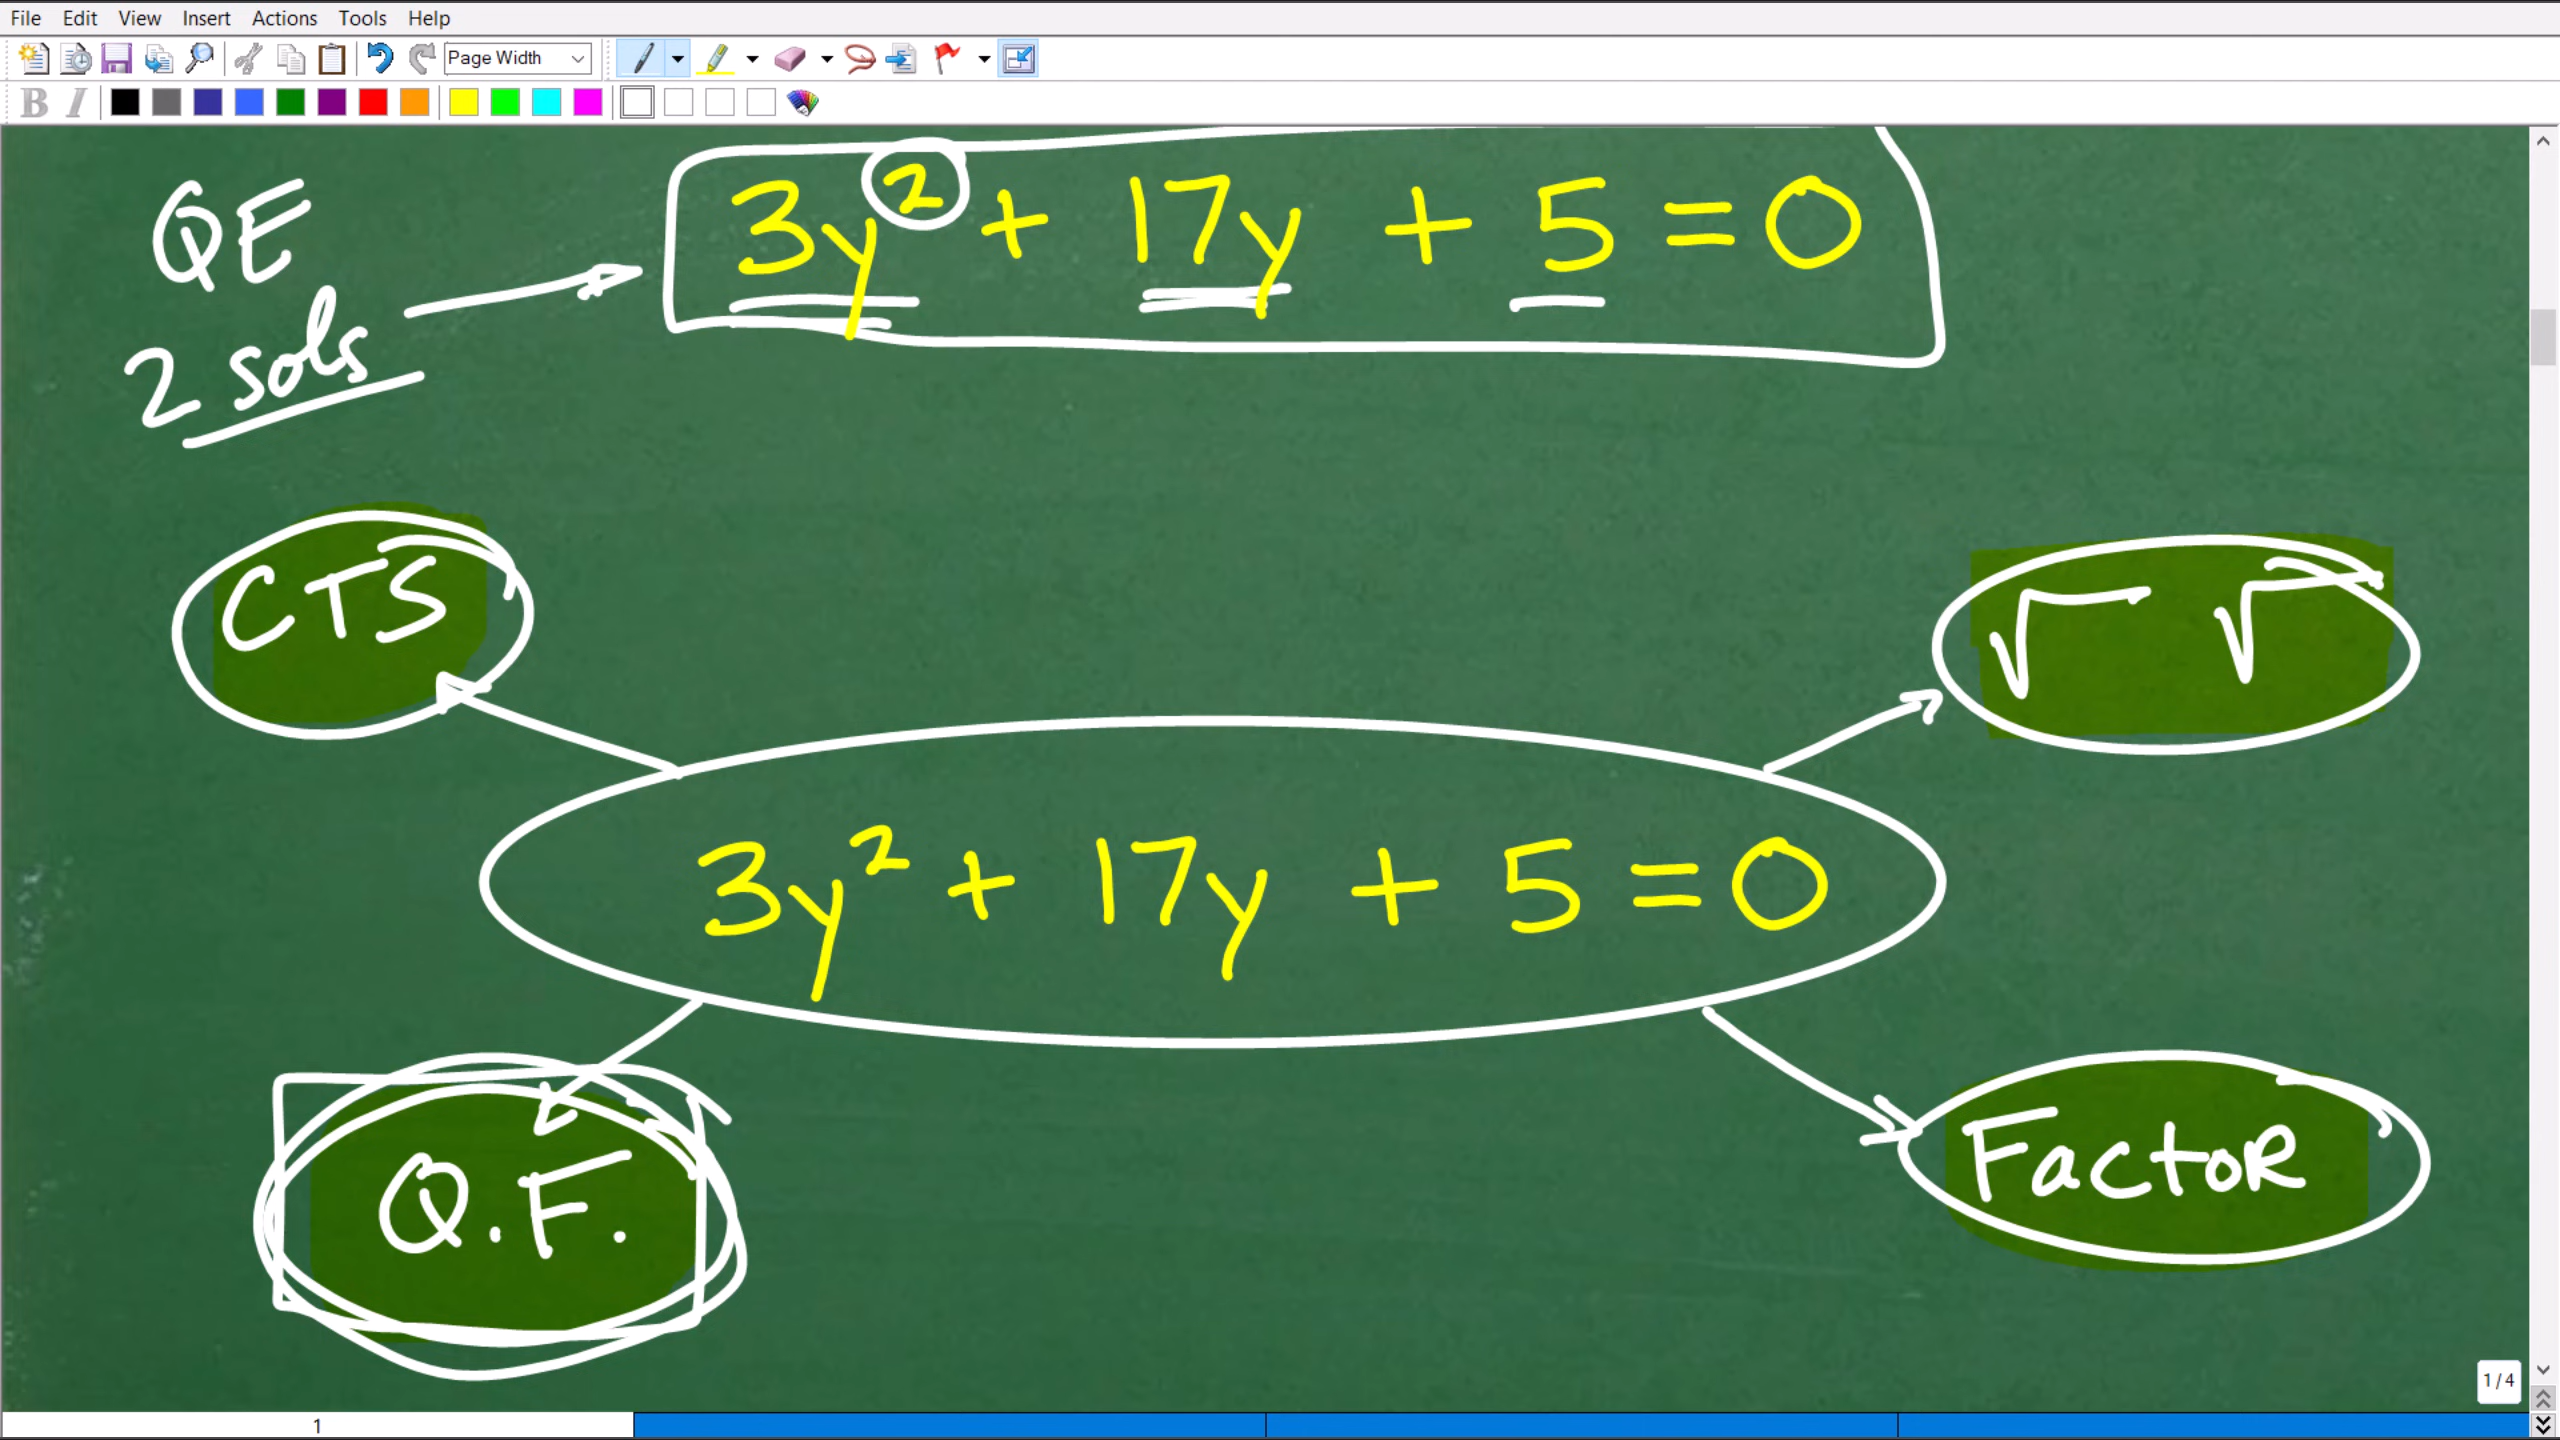 File Edit View Insert Actions Tools Help
Page Width
B I
QE
2 sols
3y² + 17y + 5 = 0
CTS
√ √
3y² + 17y + 5 = 0
Q.F.
FACTOR
1 / 4
1